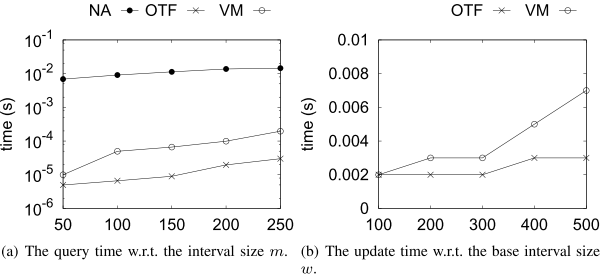 NA OTF VM
10^-1
10^-2
10^-3
10^-4
10^-5
10^-6
time (s)
50 100 150 200 250
(a) The query time w.r.t. the interval size m.
OTF VM
0.01
0.008
0.006
0.004
0.002
0
time (s)
100 200 300 400 500
(b) The update time w.r.t. the base interval size
w.